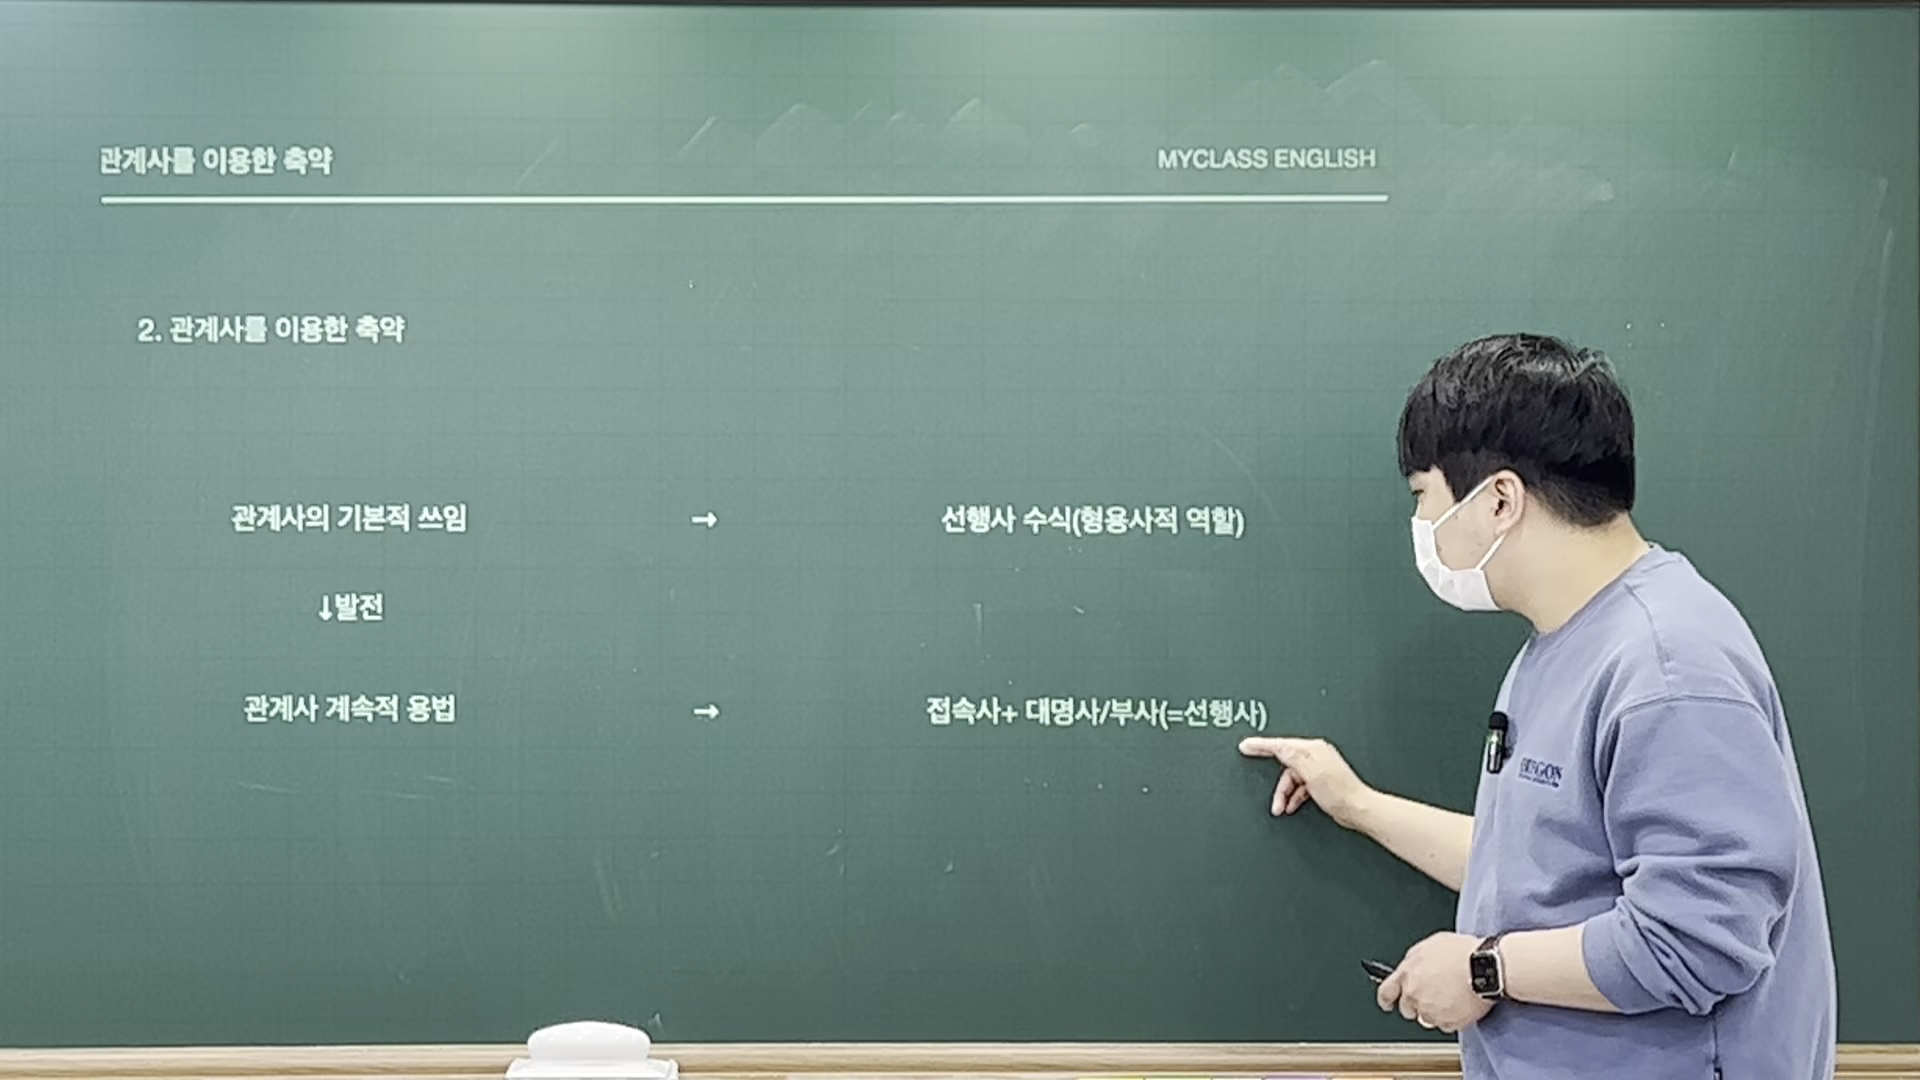 관계사를 이용한 축약
MYCLASS ENGLISH
2. 관계사를 이용한 축약
관계사의 기본적 쓰임 → 선행사 수식(형용사적 역할)
↓발전
관계사 계속적 용법 → 접속사+ 대명사/부사(=선행사)